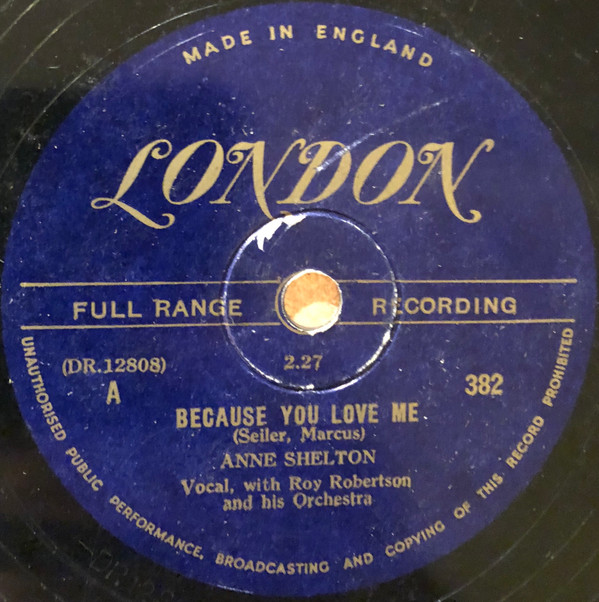 MADE IN ENGLAND
LONDON
FULL RANGE RECORDING
(DR.12808)
2.27
A
382
BECAUSE YOU LOVE ME
(Seiler, Marcus)
ANNE SHELTON
Vocal, with Roy Robertson
and his Orchestra
UNAUTHORISED PUBLIC PERFORMANCE, BROADCASTING AND COPYING OF THIS RECORD PROHIBITED